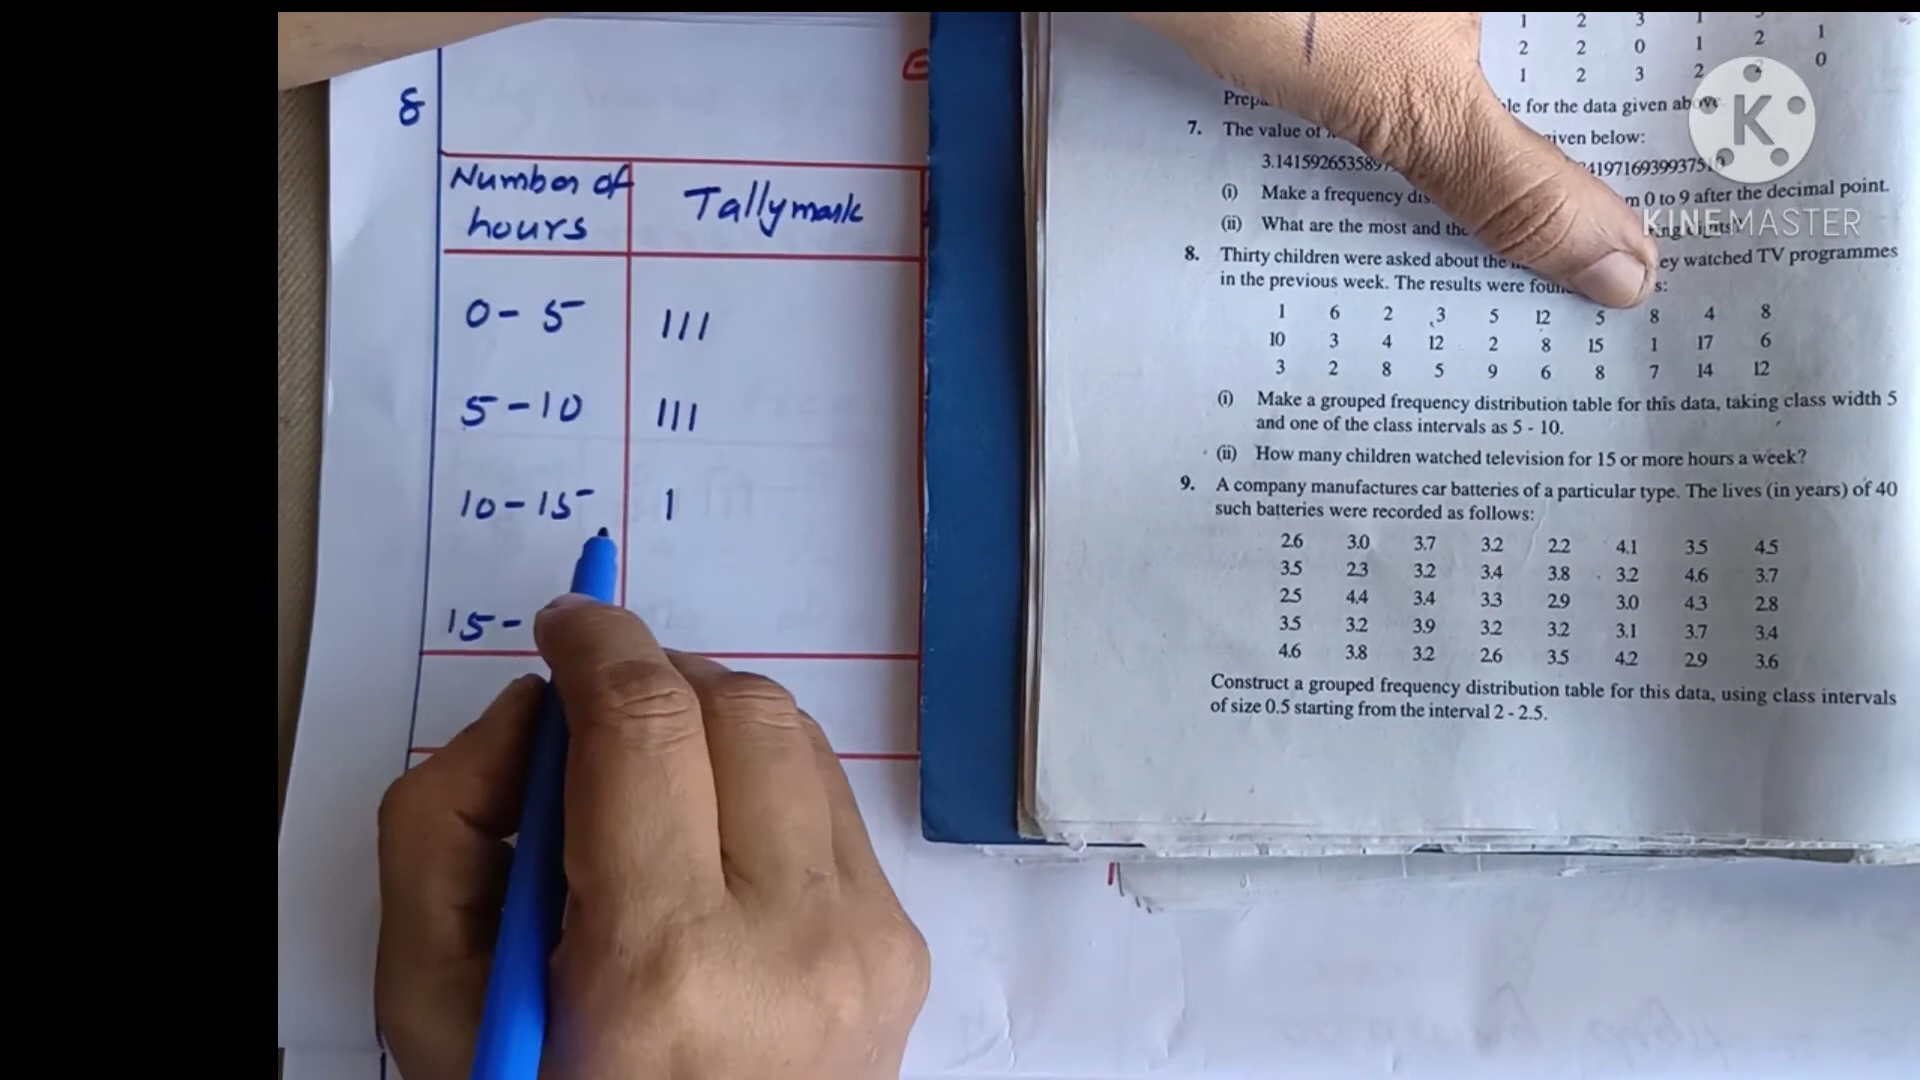 8
Number of
hours
Tallymark
0-5
|||
5-10
|||
10-15
|
15-
1 2 3 1
2 2 0 1 2 1
1 2 3 2 0
le for the data given above.
7. The value of given below:
(i) Make a frequency 0 to 9 after the decimal point.
(ii) What are the most and the
KINEMASTER
8. Thirty children were asked about the watched TV programmes
in the previous week. The results were
1 6 2 3 5 12 5 8 4 8
10 3 4 12 2 8 15 1 17 6
3 2 8 5 9 6 8 7 14 12
(i) Make a grouped frequency distribution table for this data, taking class width 5
and one of the class intervals as 5 - 10.
(ii) How many children watched television for 15 or more hours a week?
9. A company manufactures car batteries of a particular type. The lives (in years) of 40
such batteries were recorded as follows:
2.6 3.0 3.7 3.2 2.2 4.1 3.5 4.5
3.5 2.3 3.2 3.4 3.8 3.2 4.6 3.7
2.5 4.4 3.4 3.3 2.9 3.0 4.3 2.8
3.5 3.2 3.9 3.2 3.2 3.1 3.7 3.4
4.6 3.8 3.2 2.6 3.5 4.2 2.9 3.6
Construct a grouped frequency distribution table for this data, using class intervals
of size 0.5 starting from the interval 2 - 2.5.